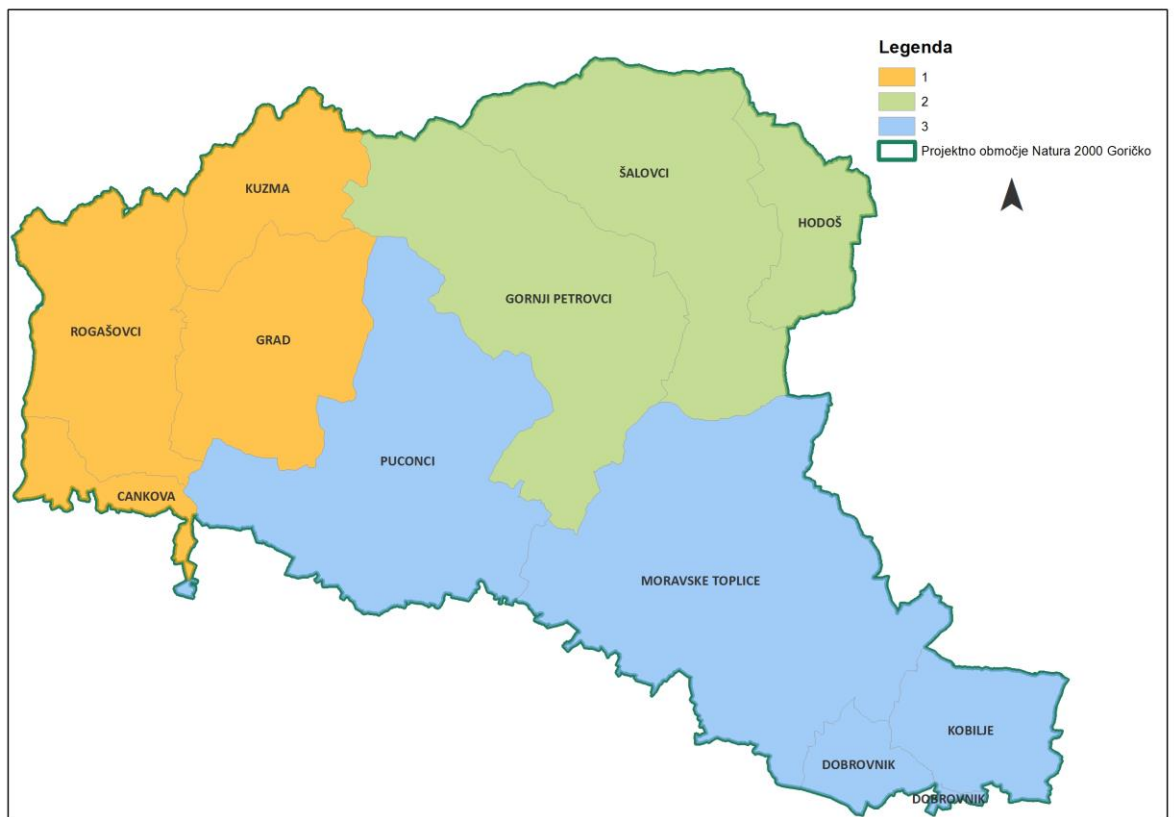 Legenda
1
2
3
Projektno območje Natura 2000 Goričko
KUZMA
ŠALOVCI
HODOŠ
GORNJI PETROVCI
ROGAŠOVCI
GRAD
PUCONCI
CANKOVA
MORAVSKE TOPLICE
KOBILJE
DOBROVNIK
DOBROVNIK